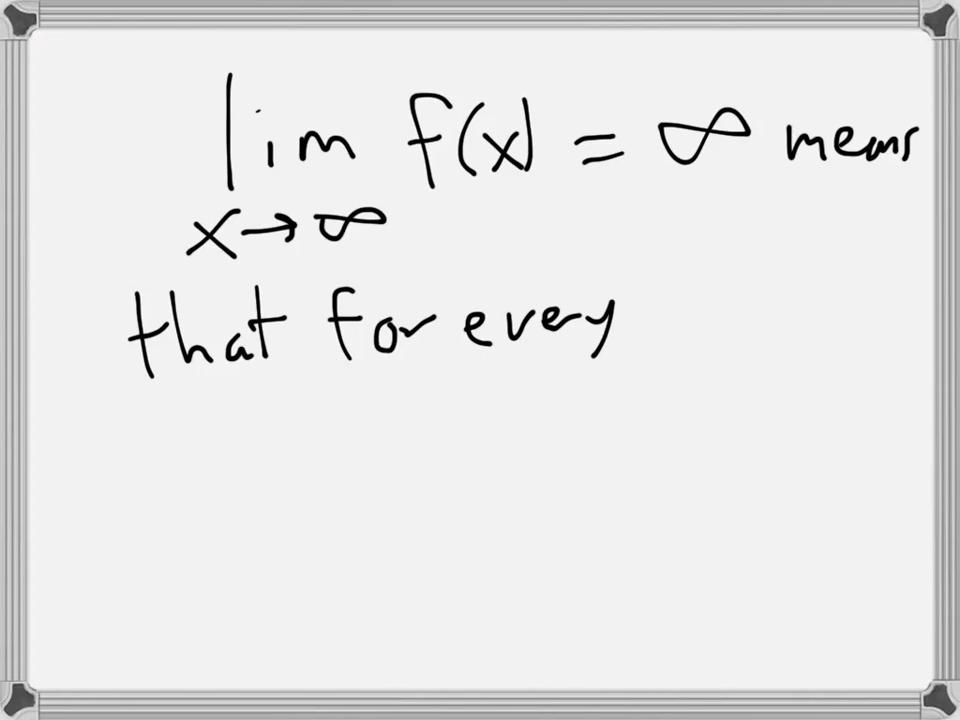 lim f(x) = ∞ means
x→∞
that for every